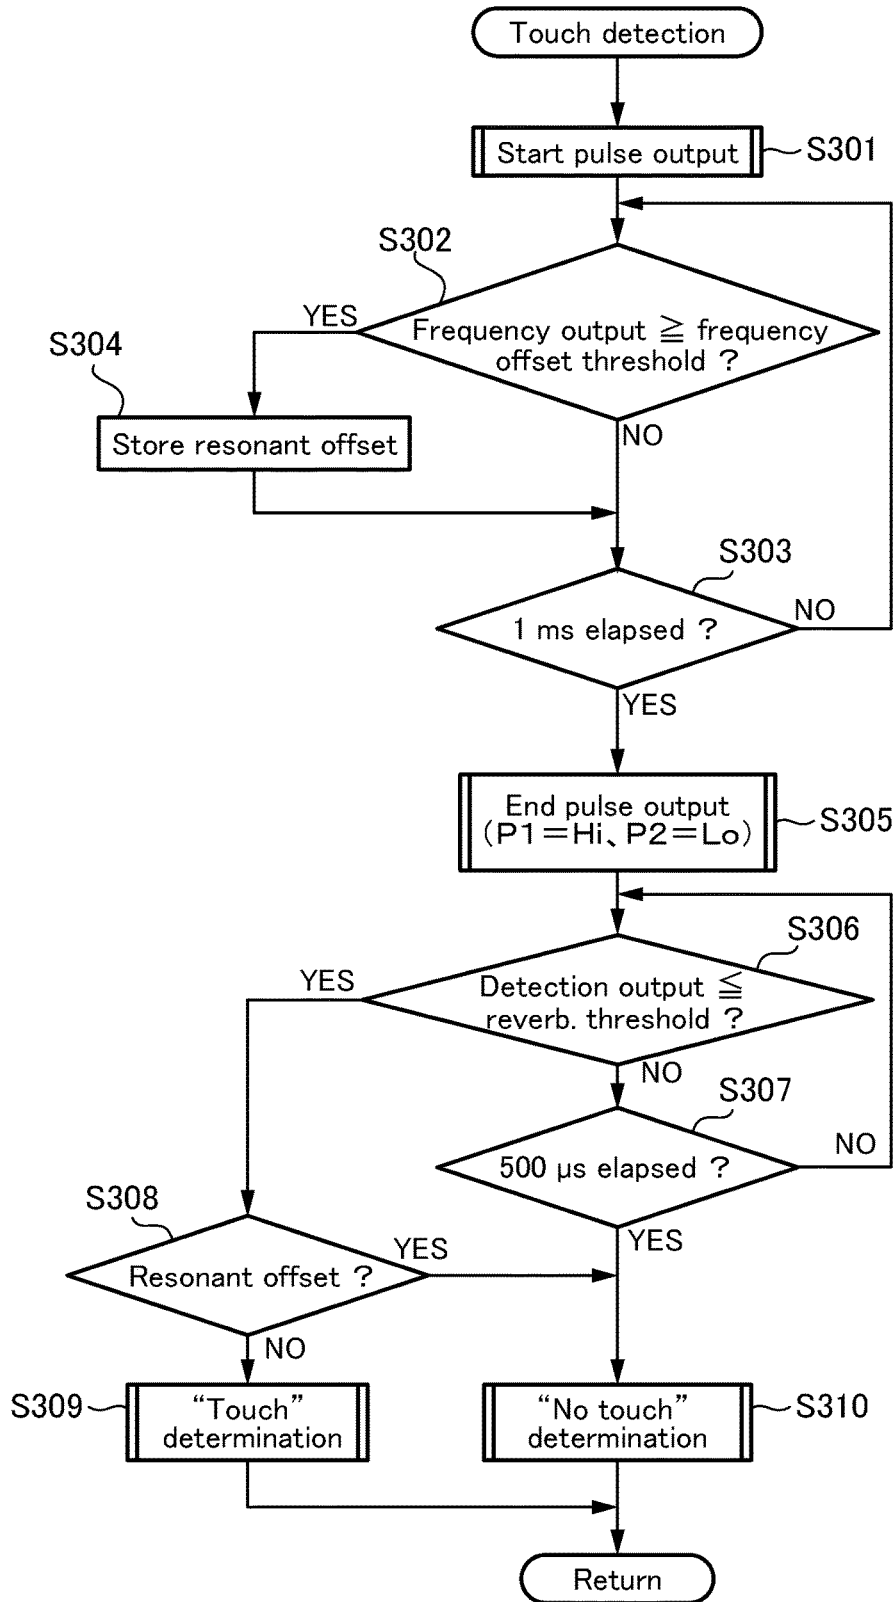 Touch detection
Start pulse output
S301
S302
YES
Frequency output ≧ frequency
offset threshold ?
S304
Store resonant offset
NO
S303
1 ms elapsed ?
NO
YES
End pulse output
(P1=Hi、P2=Lo)
S305
S306
YES
Detection output ≦
reverb. threshold ?
NO
S307
500 µs elapsed ?
NO
S308
YES
Resonant offset ?
YES
NO
S309
“Touch”
determination
“No touch”
determination
S310
Return